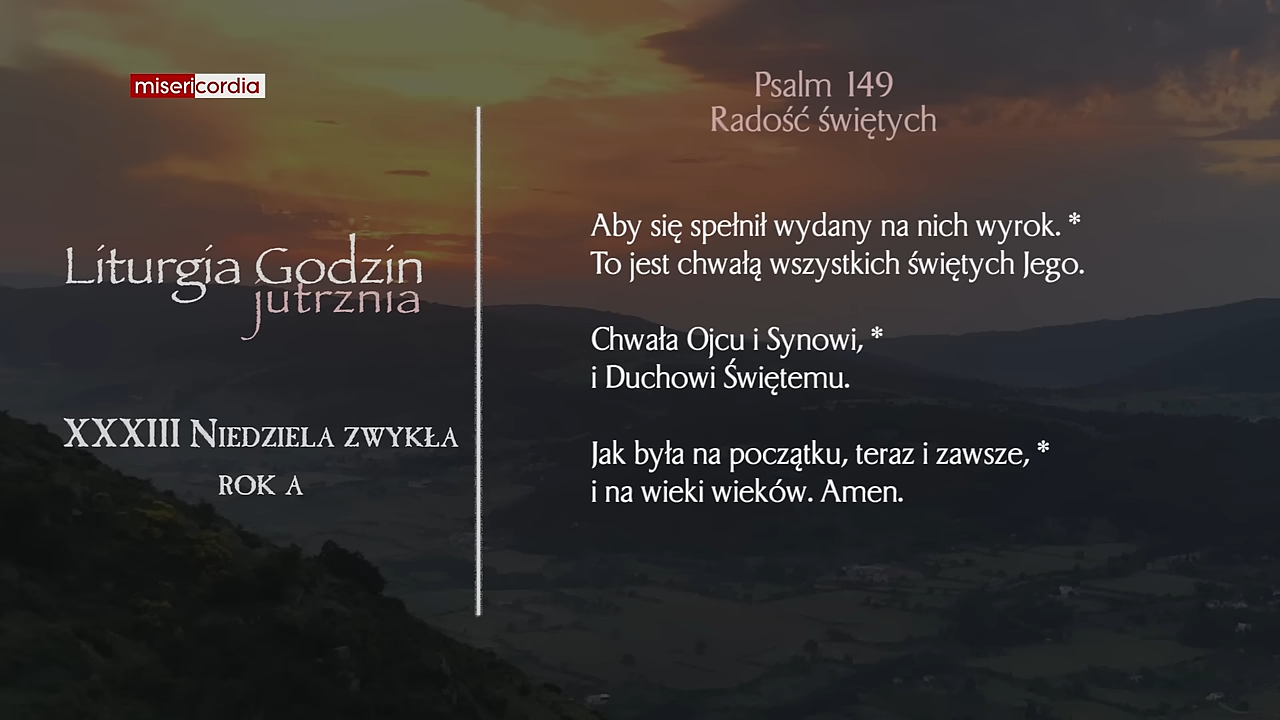 misericordia
Liturgia Godzin
jutrznia
XXXIII Niedziela zwykła
rok A
Psalm 149
Radość świętych
Aby się spełnił wydany na nich wyrok. *
To jest chwałą wszystkich świętych Jego.
Chwała Ojcu i Synowi, *
i Duchowi Świętemu.
Jak była na początku, teraz i zawsze, *
i na wieki wieków. Amen.